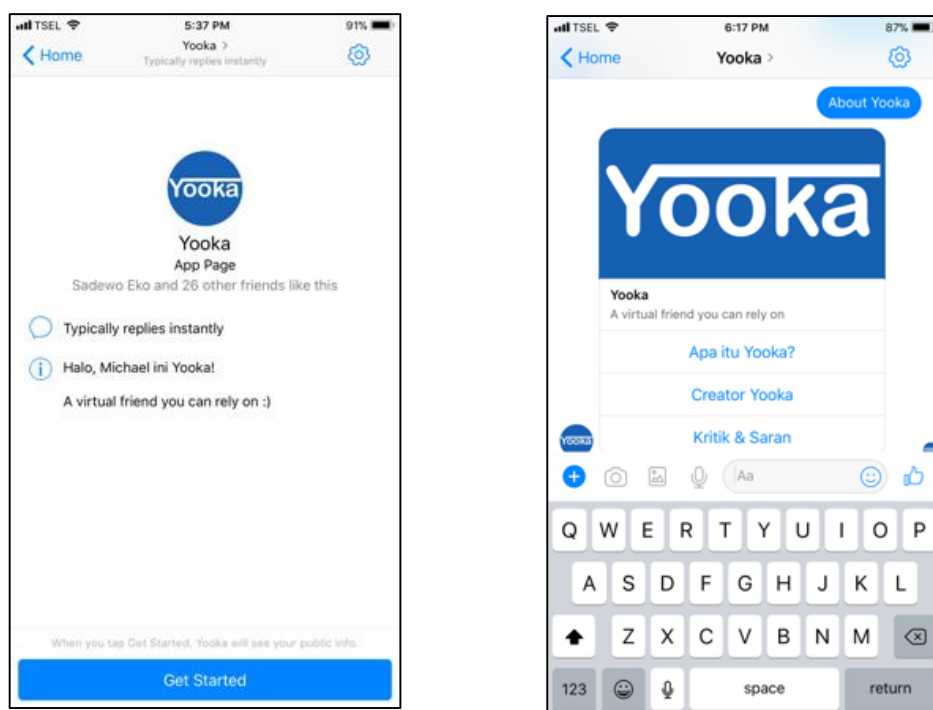 TSEL 5:37 PM 91%
Home Yooka >
Typically replies instantly
Yooka
Yooka
App Page
Sadewo Eko and 26 other friends like this
Typically replies instantly
Halo, Michael ini Yooka!
A virtual friend you can rely on :)
When you tap Get Started, Yooka will see your public info.
Get Started
TSEL 6:17 PM 87%
Home Yooka >
About Yooka
Yooka
Yooka
A virtual friend you can rely on
Apa itu Yooka?
Creator Yooka
Kritik & Saran
Yooka
Aa
Q W E R T Y U I O P
A S D F G H J K L
Z X C V B N M
123 space return